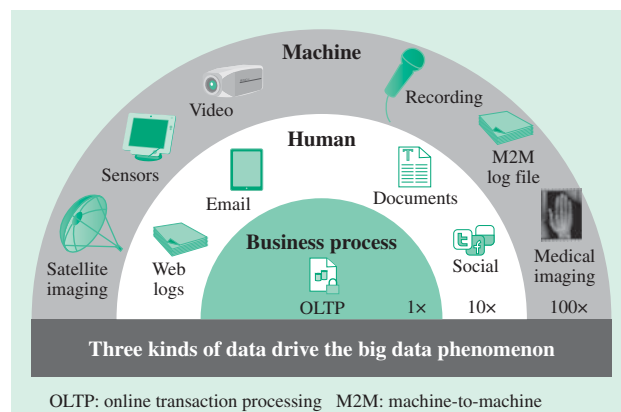 Machine
Video
Recording
Sensors
M2M
log file
Satellite
imaging
Medical
imaging
100×
Human
Email
T
Documents
Web
logs
t
f
Social
10×
Business process
OLTP
1×
Three kinds of data drive the big data phenomenon
OLTP: online transaction processing M2M: machine-to-machine